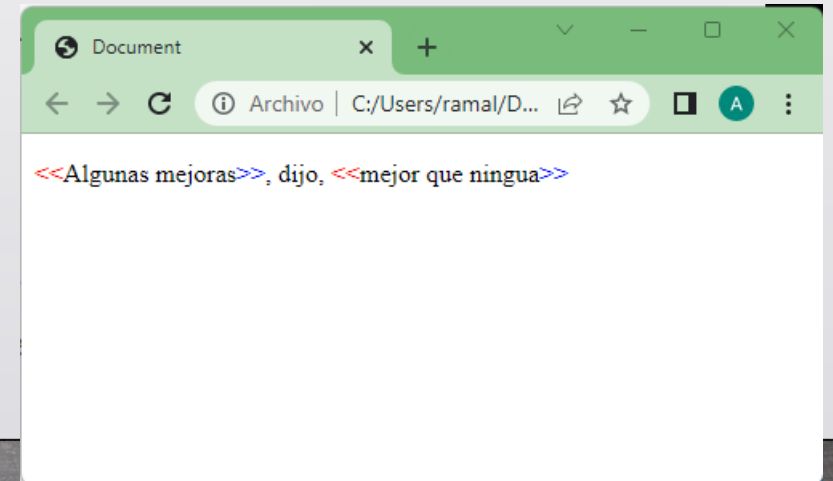 Document
Archivo | C:/Users/ramal/D... A
<<Algunas mejoras>>, dijo, <<mejor que ningua>>